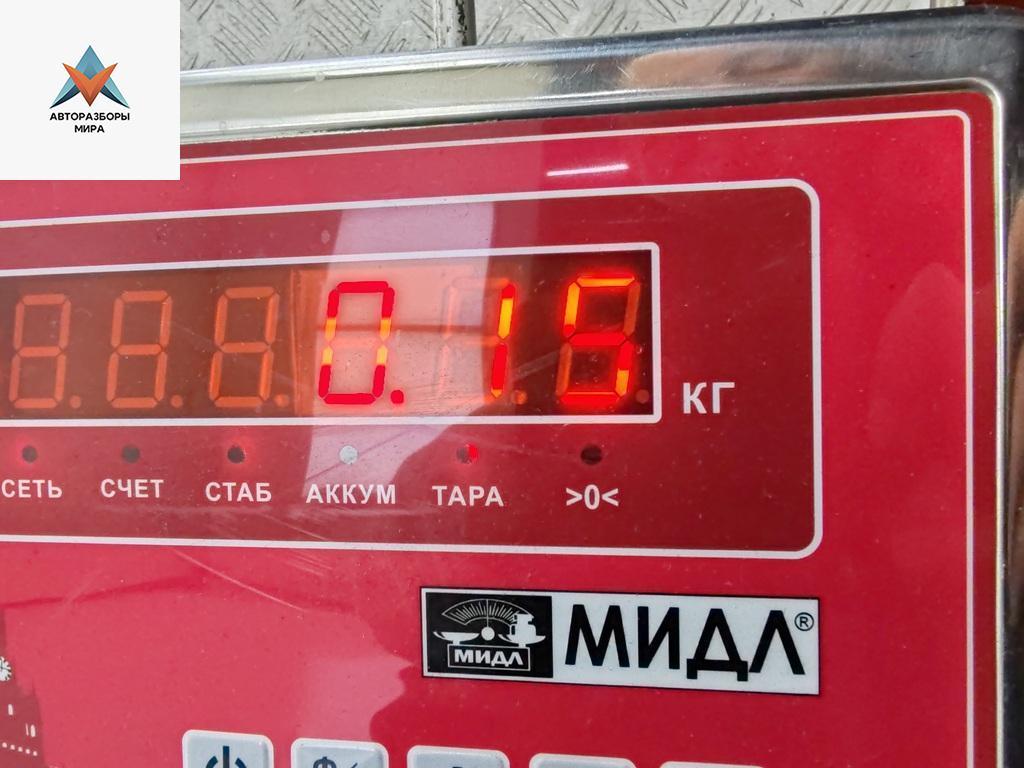 АВТОРАЗБОРЫ
МИРА
0.15
КГ
СЕТЬ СЧЕТ СТАБ АККУМ ТАРА >0<
МИДЛ МИДЛ®